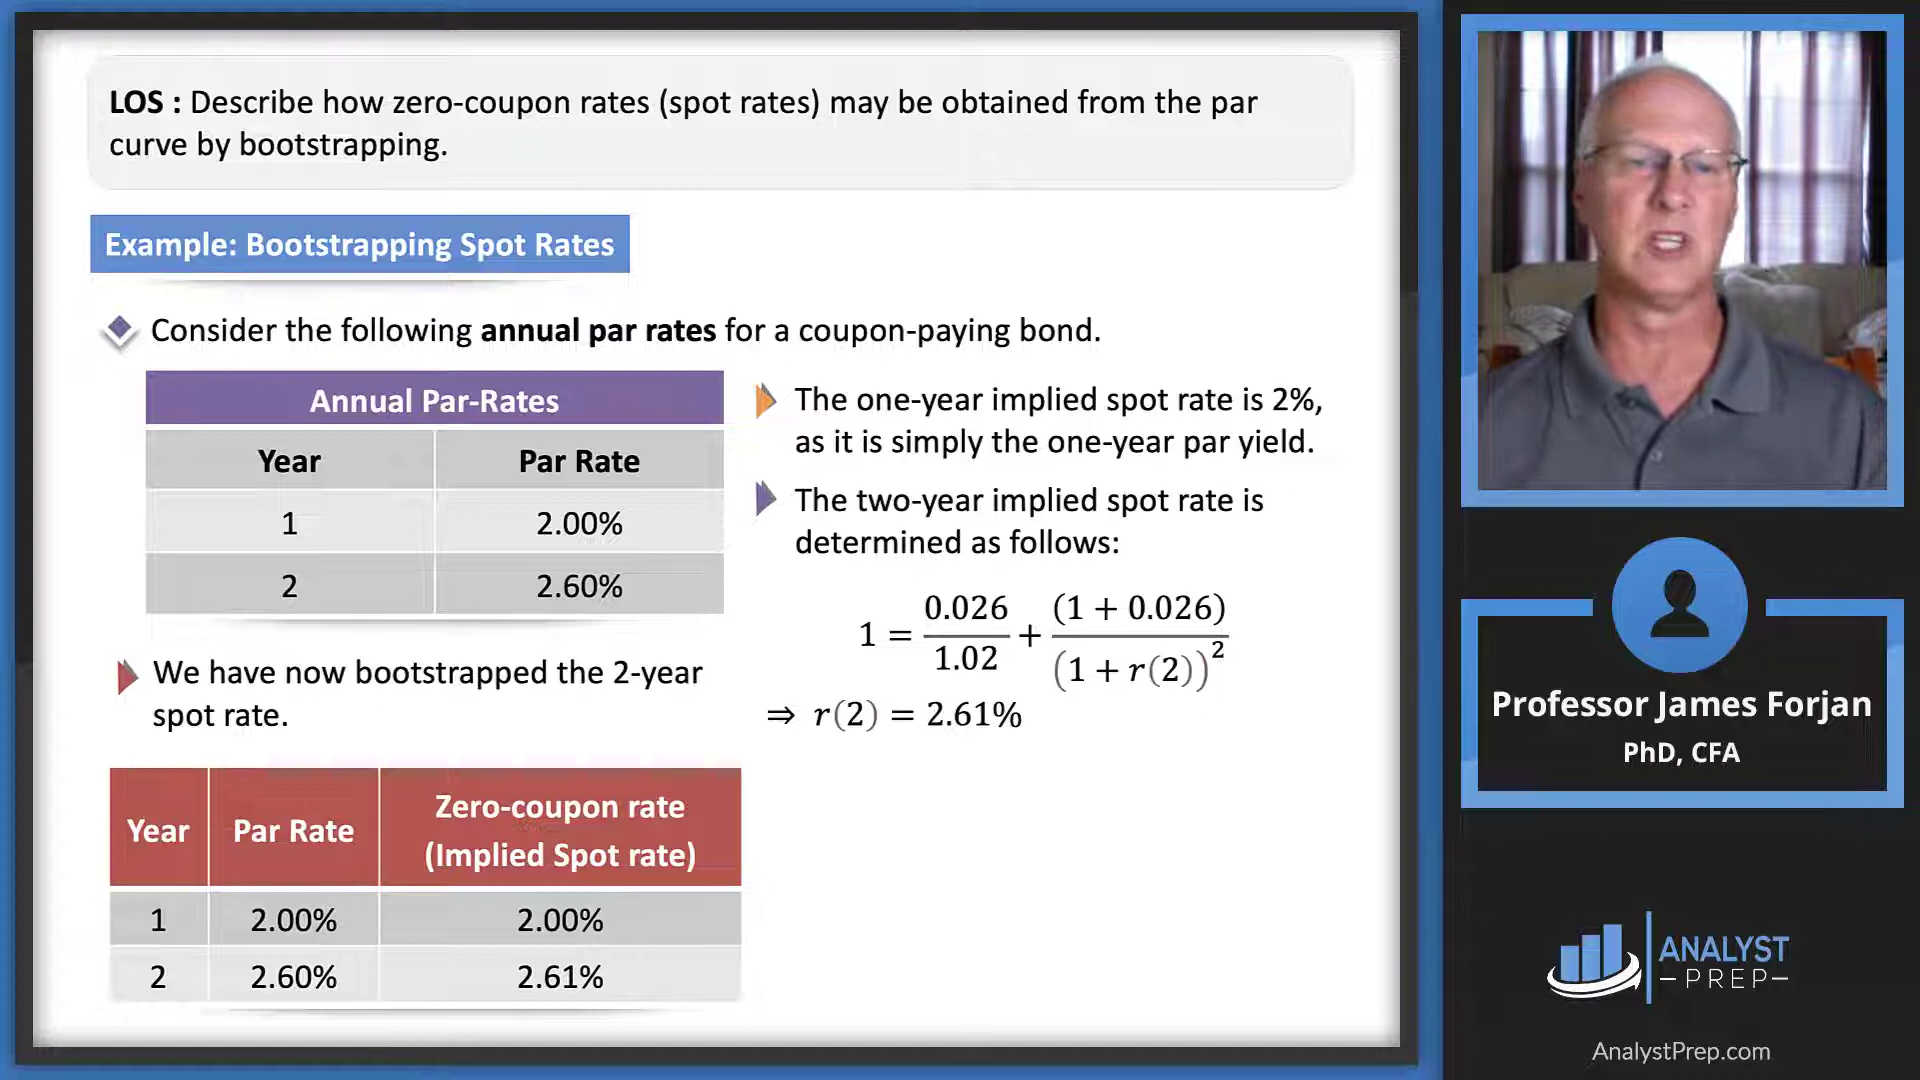 LOS : Describe how zero-coupon rates (spot rates) may be obtained from the par
curve by bootstrapping.
Example: Bootstrapping Spot Rates
Consider the following annual par rates for a coupon-paying bond.
Annual Par-Rates
Year Par Rate
1 2.00%
2 2.60%
The one-year implied spot rate is 2%,
as it is simply the one-year par yield.
The two-year implied spot rate is
determined as follows:
1 = 0.026/1.02 + (1 + 0.026)/(1 + r(2))²
⇒ r(2) = 2.61%
We have now bootstrapped the 2-year
spot rate.
Year Par Rate Zero-coupon rate
(Implied Spot rate)
1 2.00% 2.00%
2 2.60% 2.61%
Professor James Forjan
PhD, CFA
ANALYST
PREP
AnalystPrep.com